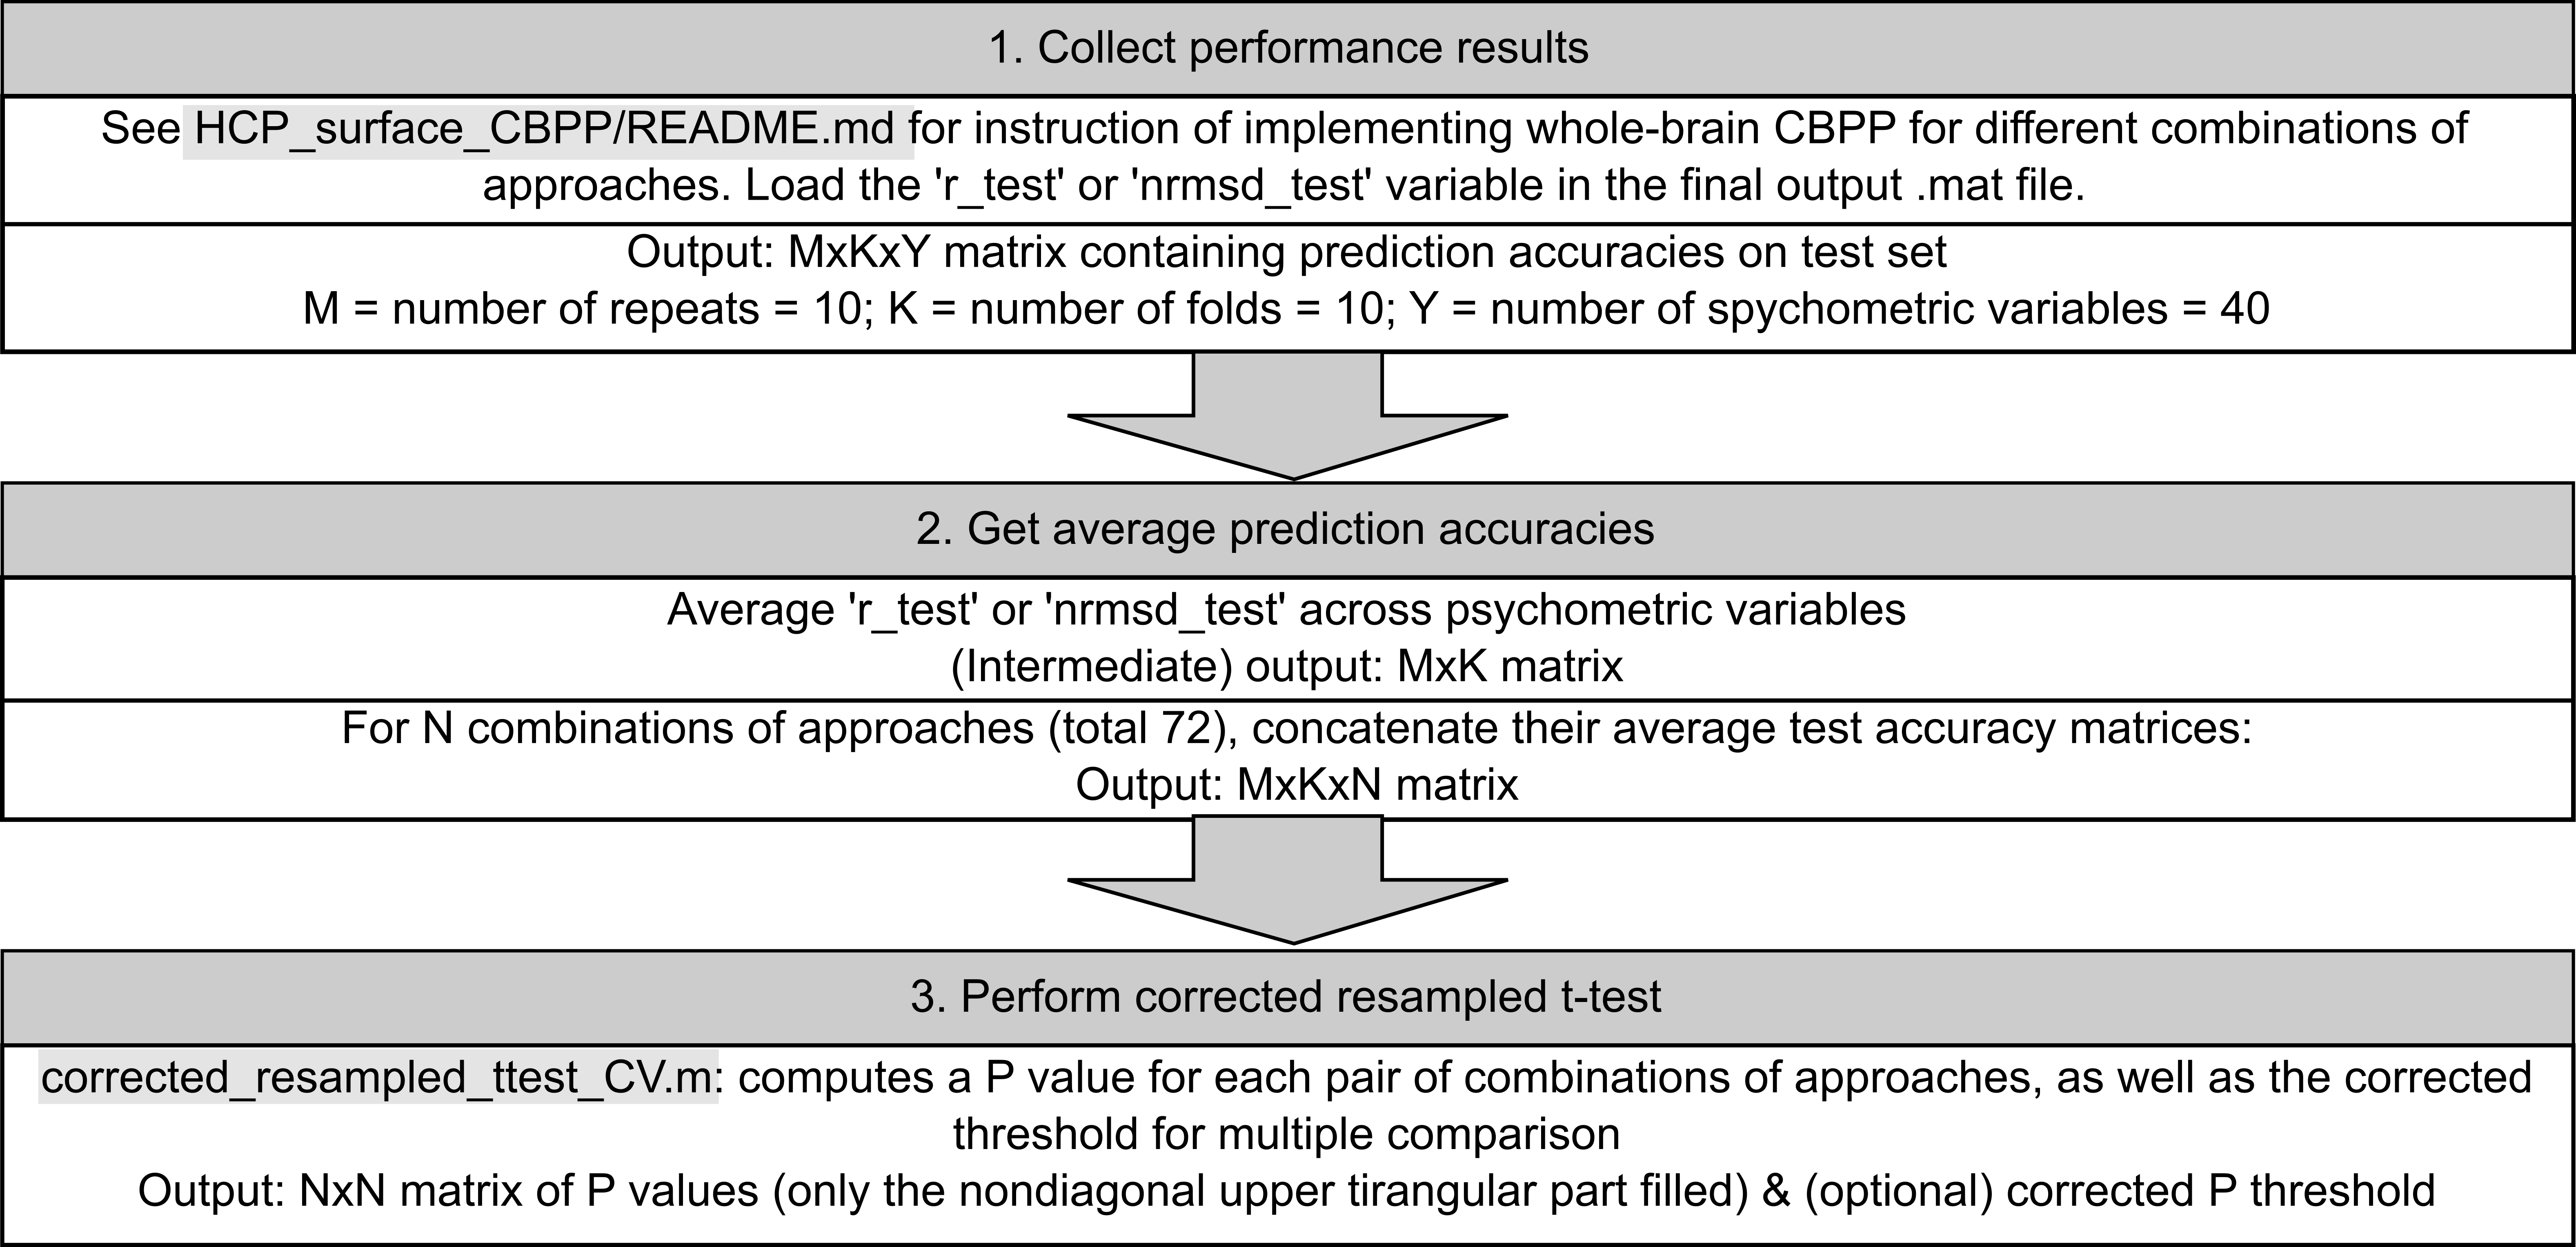 1. Collect performance results
See HCP_surface_CBPP/README.md for instruction of implementing whole-brain CBPP for different combinations of
approaches. Load the 'r_test' or 'nrmsd_test' variable in the final output .mat file.
Output: MxKxY matrix containing prediction accuracies on test set
M = number of repeats = 10; K = number of folds = 10; Y = number of spychometric variables = 40
2. Get average prediction accuracies
Average 'r_test' or 'nrmsd_test' across psychometric variables
(Intermediate) output: MxK matrix
For N combinations of approaches (total 72), concatenate their average test accuracy matrices:
Output: MxKxN matrix
3. Perform corrected resampled t-test
corrected_resampled_ttest_CV.m: computes a P value for each pair of combinations of approaches, as well as the corrected
threshold for multiple comparison
Output: NxN matrix of P values (only the nondiagonal upper tirangular part filled) & (optional) corrected P threshold